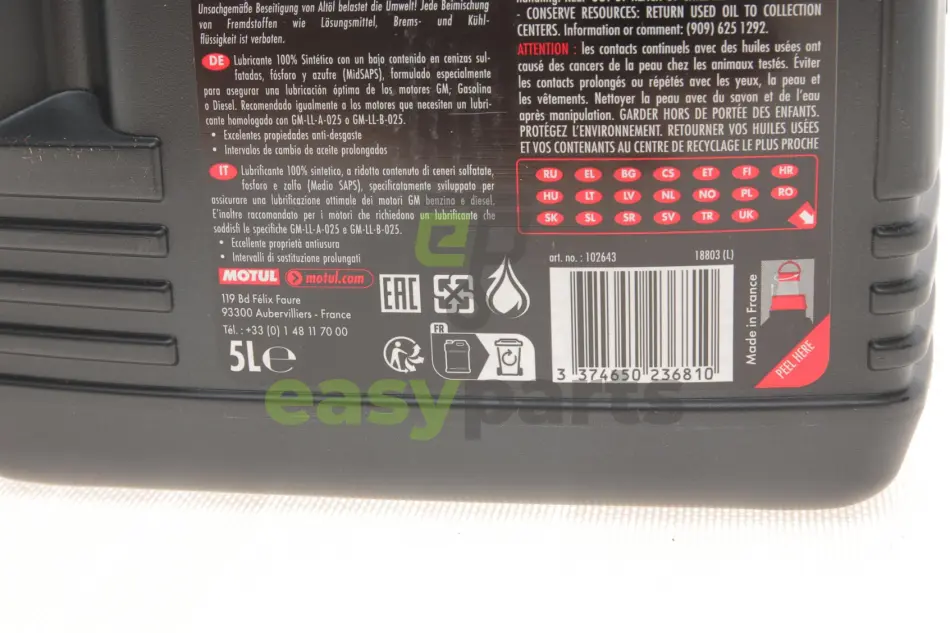 Unsachgemäße Beseitigung von Altöl belastet die Umwelt! Jede Beimischung
von Fremdstoffen wie Lösungsmittel, Brems- und Kühl-
flüssigkeit ist verboten.
DE Lubricante 100% Sintético con un bajo contenido en cenizas sul-
fatadas, fósforo y azufre (MidSAPS), formulado especialmente
para asegurar una lubricación óptima de los motores GM; Gasolina
o Diesel. Recomendado igualmente a los motores que necesiten un lubri-
cante homologado con GM-LL-A-025 o GM-LL-B-025.
• Excelentes propiedades anti-desgaste
• Intervalos de cambio de aceite prolongados
IT Lubrificante 100% sintetico, a ridotto contenuto di ceneri solfatate,
fosforo e zolfo (Medio SAPS), specificatamente sviluppato per
assicurare una lubrificazione ottimale dei motori GM benzina e diesel.
E'inoltre raccomandato per i motori che richiedono un lubrificante che
soddisfi le specifiche GM-LL-A-025 o GM-LL-B-025.
• Eccellente proprietà antiusura
• Intervalli di sostituzione prolungati
MOTUL motul.com
119 Bd Félix Faure
93300 Aubervilliers - France
Tél. : +33 (0) 1 48 11 70 00
5L e
EAC
FR
- CONSERVE RESOURCES: RETURN USED OIL TO COLLECTION
CENTERS. Information or comment: (909) 625 1292.
ATTENTION : les contacts continuels avec des huiles usées ont
causé des cancers de la peau chez les animaux testés. Éviter
les contacts prolongés ou répétés avec les yeux, la peau et
les vêtements. Nettoyer la peau avec du savon et de l'eau
après manipulation. GARDER HORS DE PORTÉE DES ENFANTS.
PROTÉGEZ L'ENVIRONNEMENT. RETOURNER VOS HUILES USÉES
ET VOS CONTENANTS AU CENTRE DE RECYCLAGE LE PLUS PROCHE
RU EL BG CS ET FI HR
HU LT LV NL NO PL RO
SK SL SR SV TR UK
art. no. : 102643 18803 (L)
3 374650 236810
Made in France
PEEL HERE
easyparts